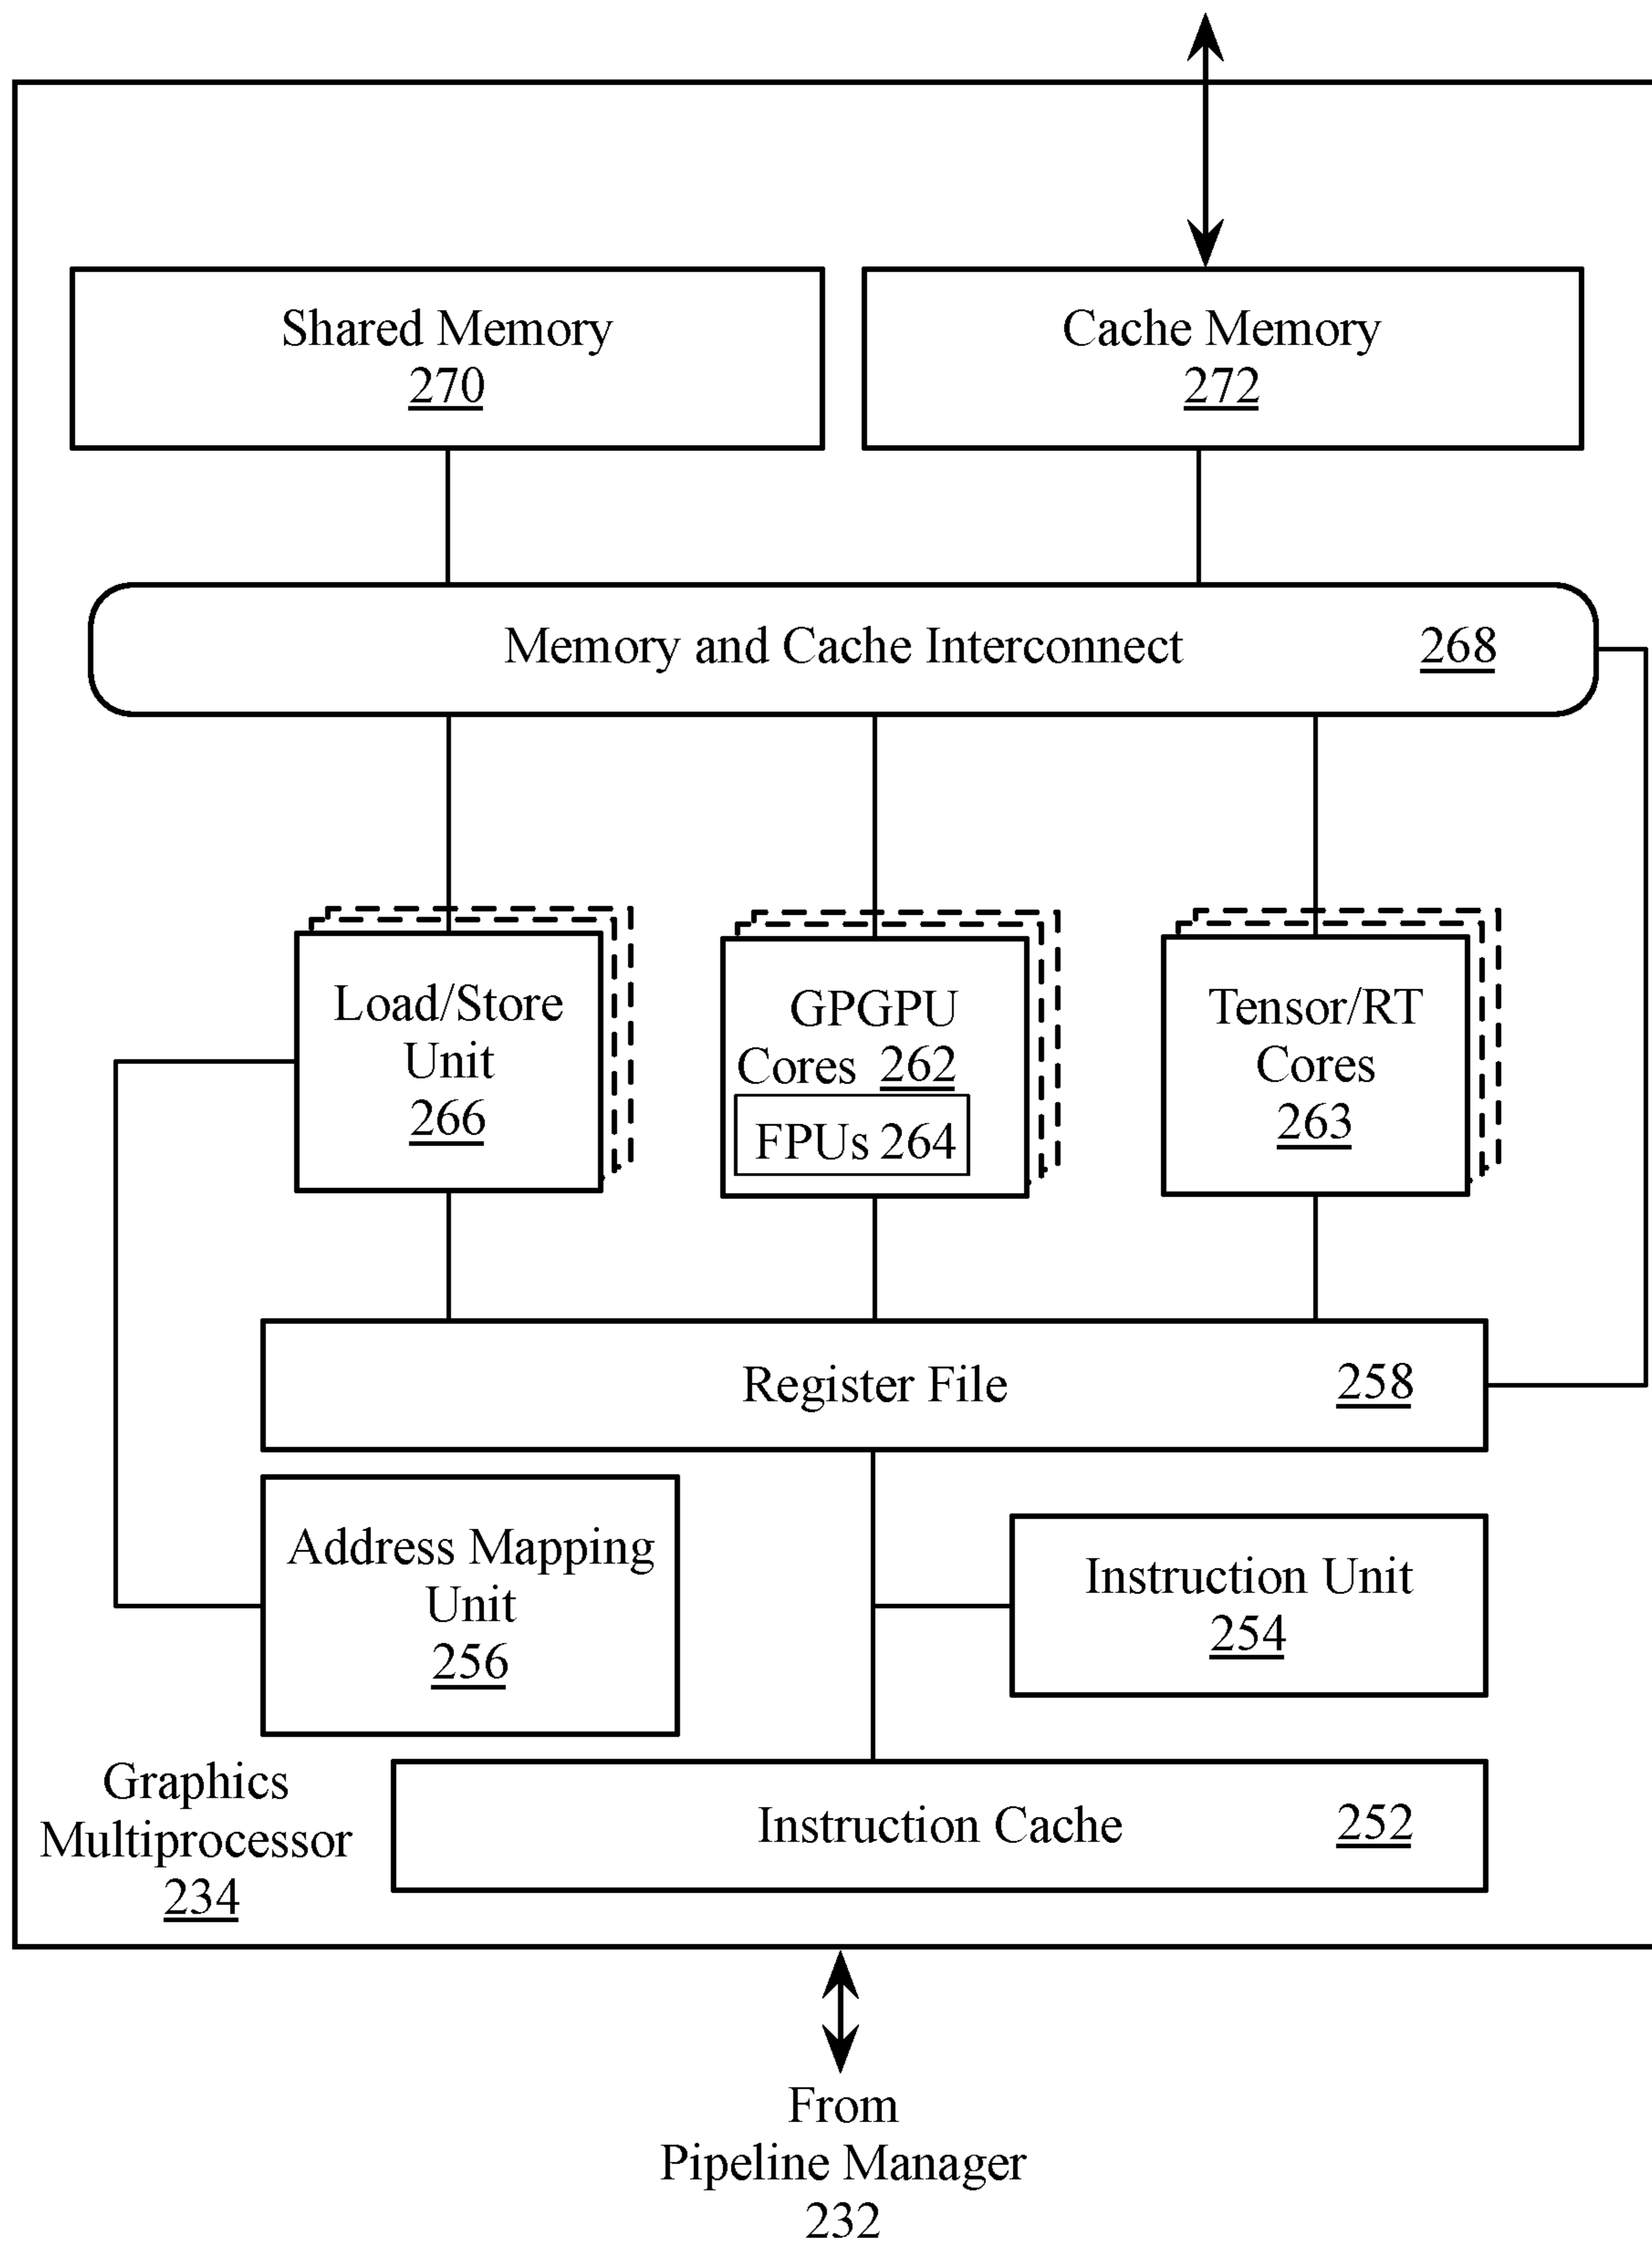 Shared Memory
270
Cache Memory
272
Memory and Cache Interconnect 268
Load/Store
Unit
266
GPGPU
Cores 262
FPUs 264
Tensor/RT
Cores
263
Register File 258
Address Mapping
Unit
256
Instruction Unit
254
Graphics
Multiprocessor
234
Instruction Cache 252
From
Pipeline Manager
232